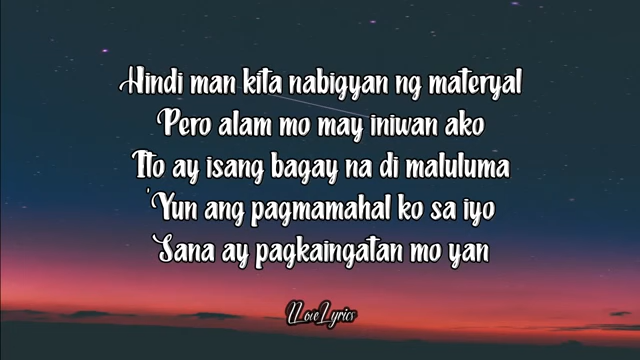 Hindi man kita nabigyan ng materyal
Pero alam mo may iniwan ako
Ito ay isang bagay na di maluluma
'Yun ang pagmamahal ko sa iyo
Sana ay pagkaingatan mo yan
ILoveLyrics